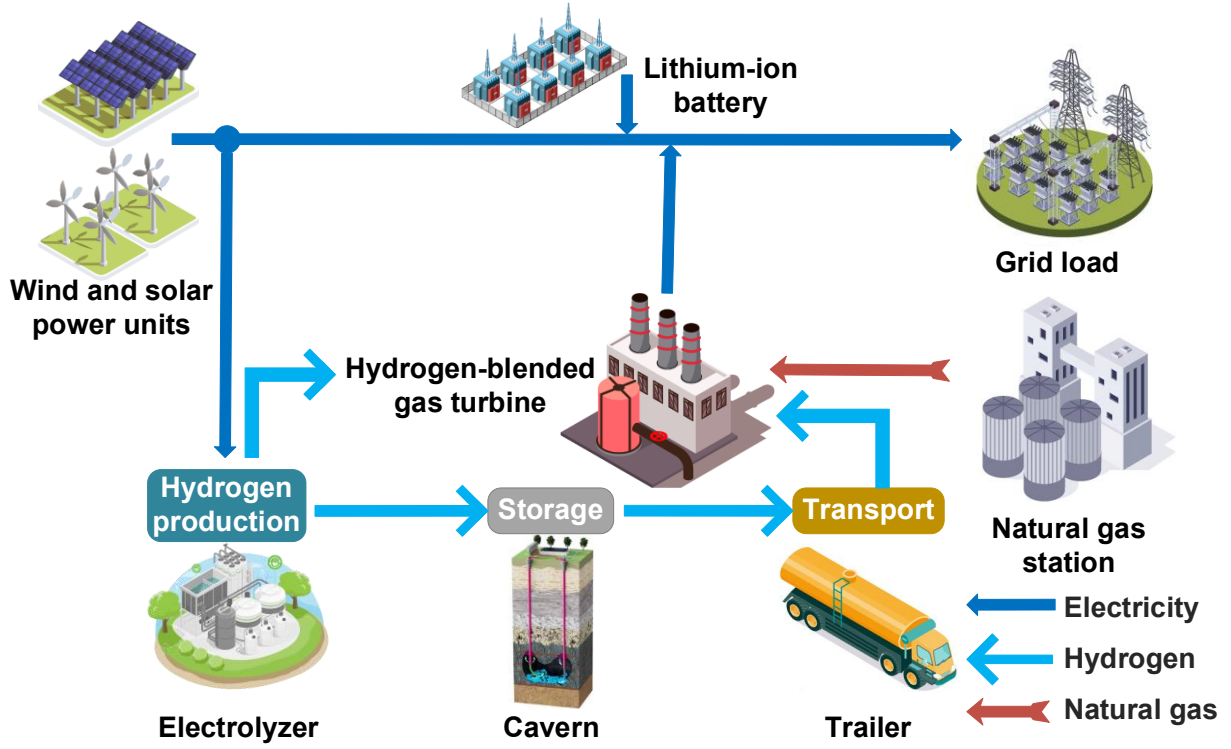 Lithium-ion
battery
Wind and solar
power units
Grid load
Hydrogen-blended
gas turbine
Hydrogen
production
Storage
Transport
Natural gas
station
Electrolyzer
Cavern
Trailer
Electricity
Hydrogen
Natural gas